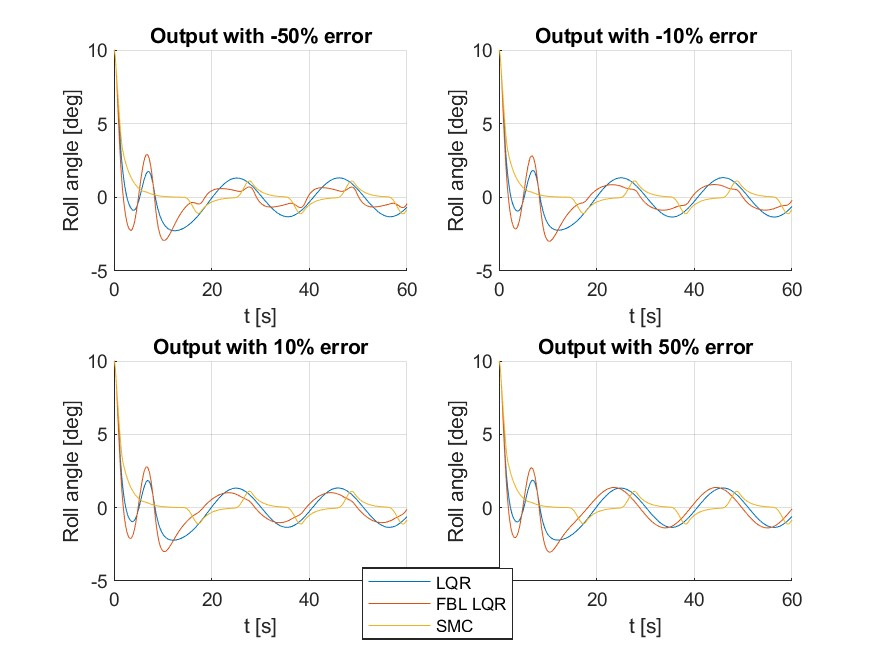 Output with -50% error
10
5
0
-5
Roll angle [deg]
0 20 40 60
t [s]
Output with -10% error
10
5
0
-5
Roll angle [deg]
0 20 40 60
t [s]
Output with 10% error
10
5
0
-5
Roll angle [deg]
0 20 40 60
t [s]
Output with 50% error
10
5
0
Roll angle [deg]
20 40 60
t [s]
LQR
FBL LQR
SMC